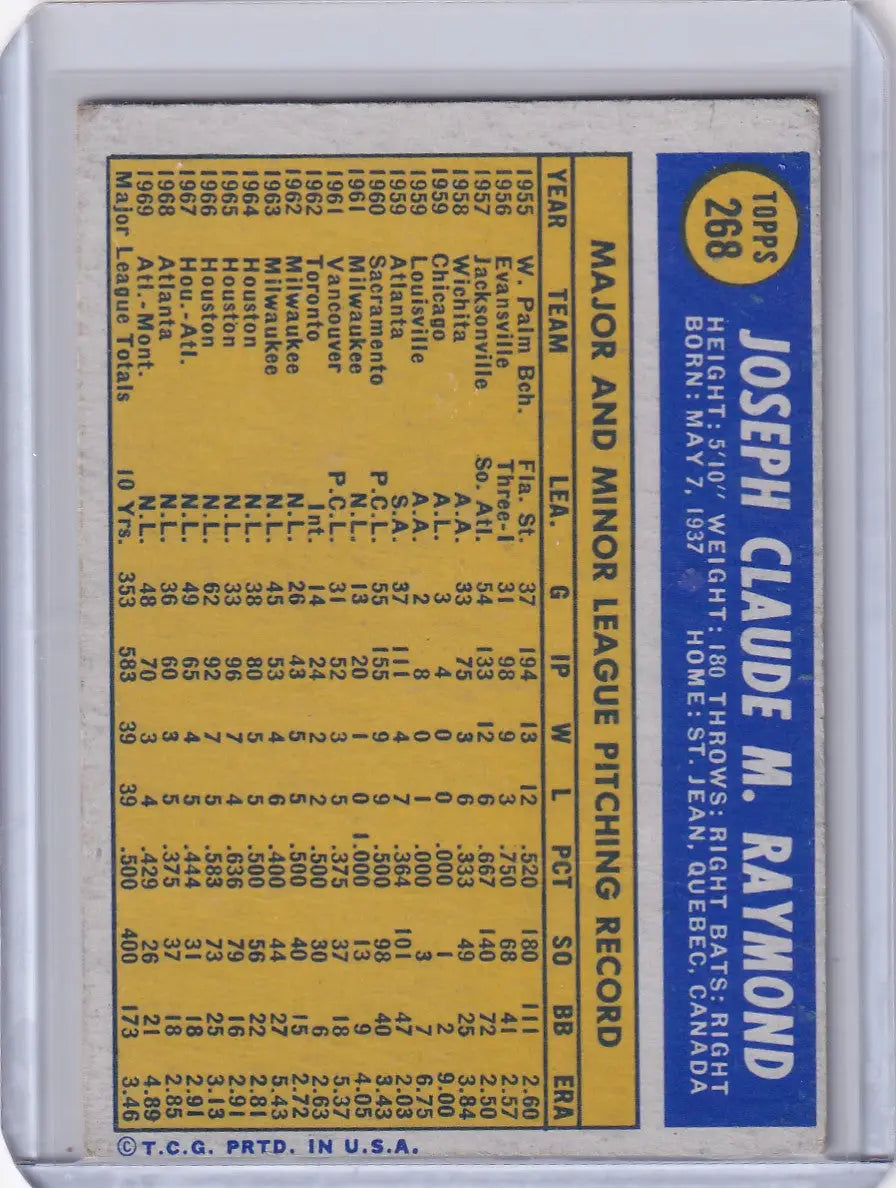 TOPPS
268
JOSEPH CLAUDE M. RAYMOND
HEIGHT: 5'10" WEIGHT: 180 THROWS: RIGHT BATS: RIGHT
BORN: MAY 7, 1937 HOME: ST. JEAN, QUEBEC, CANADA
MAJOR AND MINOR LEAGUE PITCHING RECORD
YEAR TEAM LEA. G IP W L PCT SO BB ERA
1955 W. Palm Bch. Fla. St. 37 194 13 12 .520 180 111 2.60
1956 Evansville Three-I 31 98 9 3 .750 68 41 2.57
1957 Jacksonville So. Atl. 54 133 12 6 .667 140 72 2.50
1958 Wichita A.A. 33 75 3 6 .333 49 25 3.84
1959 Chicago A.L. 3 4 0 0 .000 1 2 9.00
1959 Louisville A.A. 2 8 0 1 .000 3 7 6.75
1959 Atlanta S.A. 37 111 4 7 .364 101 47 2.03
1960 Sacramento P.C.L. 55 155 9 9 .500 98 40 3.43
1961 Milwaukee N.L. 13 20 1 0 1.000 13 9 4.05
1961 Vancouver P.C.L. 31 52 3 5 .375 37 18 5.37
1962 Toronto Int. 14 24 2 2 .500 30 6 2.63
1962 Milwaukee N.L. 26 43 5 5 .500 40 15 2.72
1963 Milwaukee N.L. 45 53 4 6 .400 44 27 5.43
1964 Houston N.L. 38 80 5 5 .500 56 22 2.81
1965 Houston N.L. 33 96 7 4 .636 79 16 2.91
1966 Houston N.L. 62 92 7 5 .583 73 25 3.13
1967 Hou.-Atl. N.L. 49 65 4 5 .444 31 18 2.91
1968 Atlanta N.L. 36 60 3 5 .375 37 18 2.85
1969 Atl.-Mont. N.L. 48 70 3 4 .429 26 21 4.89
Major League Totals 10 Yrs. 353 583 39 39 .500 400 173 3.46
© T.C.G. PRTD. IN U.S.A.